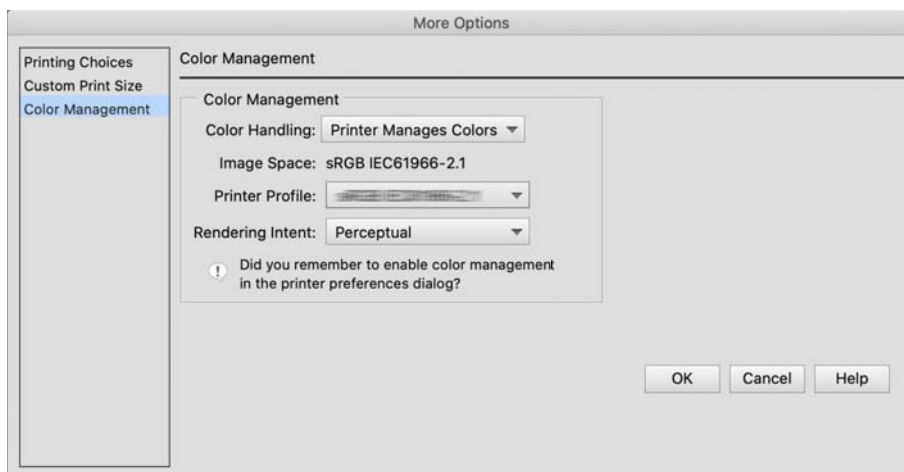 More Options
Printing Choices
Custom Print Size
Color Management
Color Management
Color Management
Color Handling: Printer Manages Colors
Image Space: sRGB IEC61966-2.1
Printer Profile:
Rendering Intent: Perceptual
! Did you remember to enable color management
in the printer preferences dialog?
OK Cancel Help